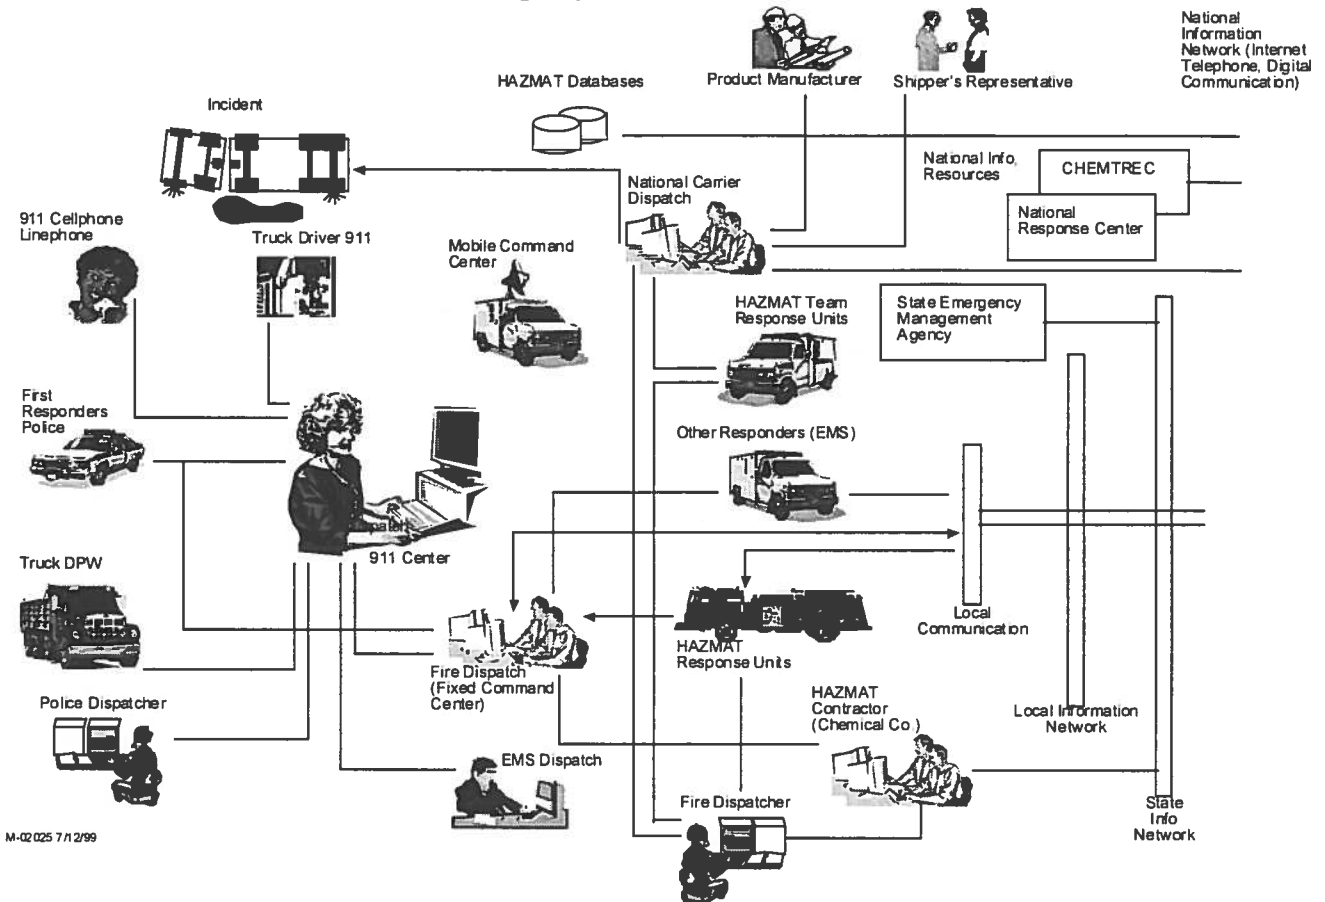 National
Information
Network (Internet
Telephone, Digital
Communication)
HAZMAT Databases
Product Manufacturer
Shipper's Representative
Incident
National Info,
Resources
CHEMTREC
National Carrier
Dispatch
National
Response Center
911 Cellphone
Linephone
Truck Driver 911
Mobile Command
Center
HAZMAT Team
Response Units
State Emergency
Management
Agency
First
Responders
Police
Other Responders (EMS)
911 Center
Truck DPW
Local
Communication
HAZMAT
Response Units
Fire Dispatch
(Fixed Command
Center)
HAZMAT
Contractor
(Chemical Co.)
Police Dispatcher
Local Information
Network
EMS Dispatch
Fire Dispatcher
State
Info
Network
M-02025 7/12/99